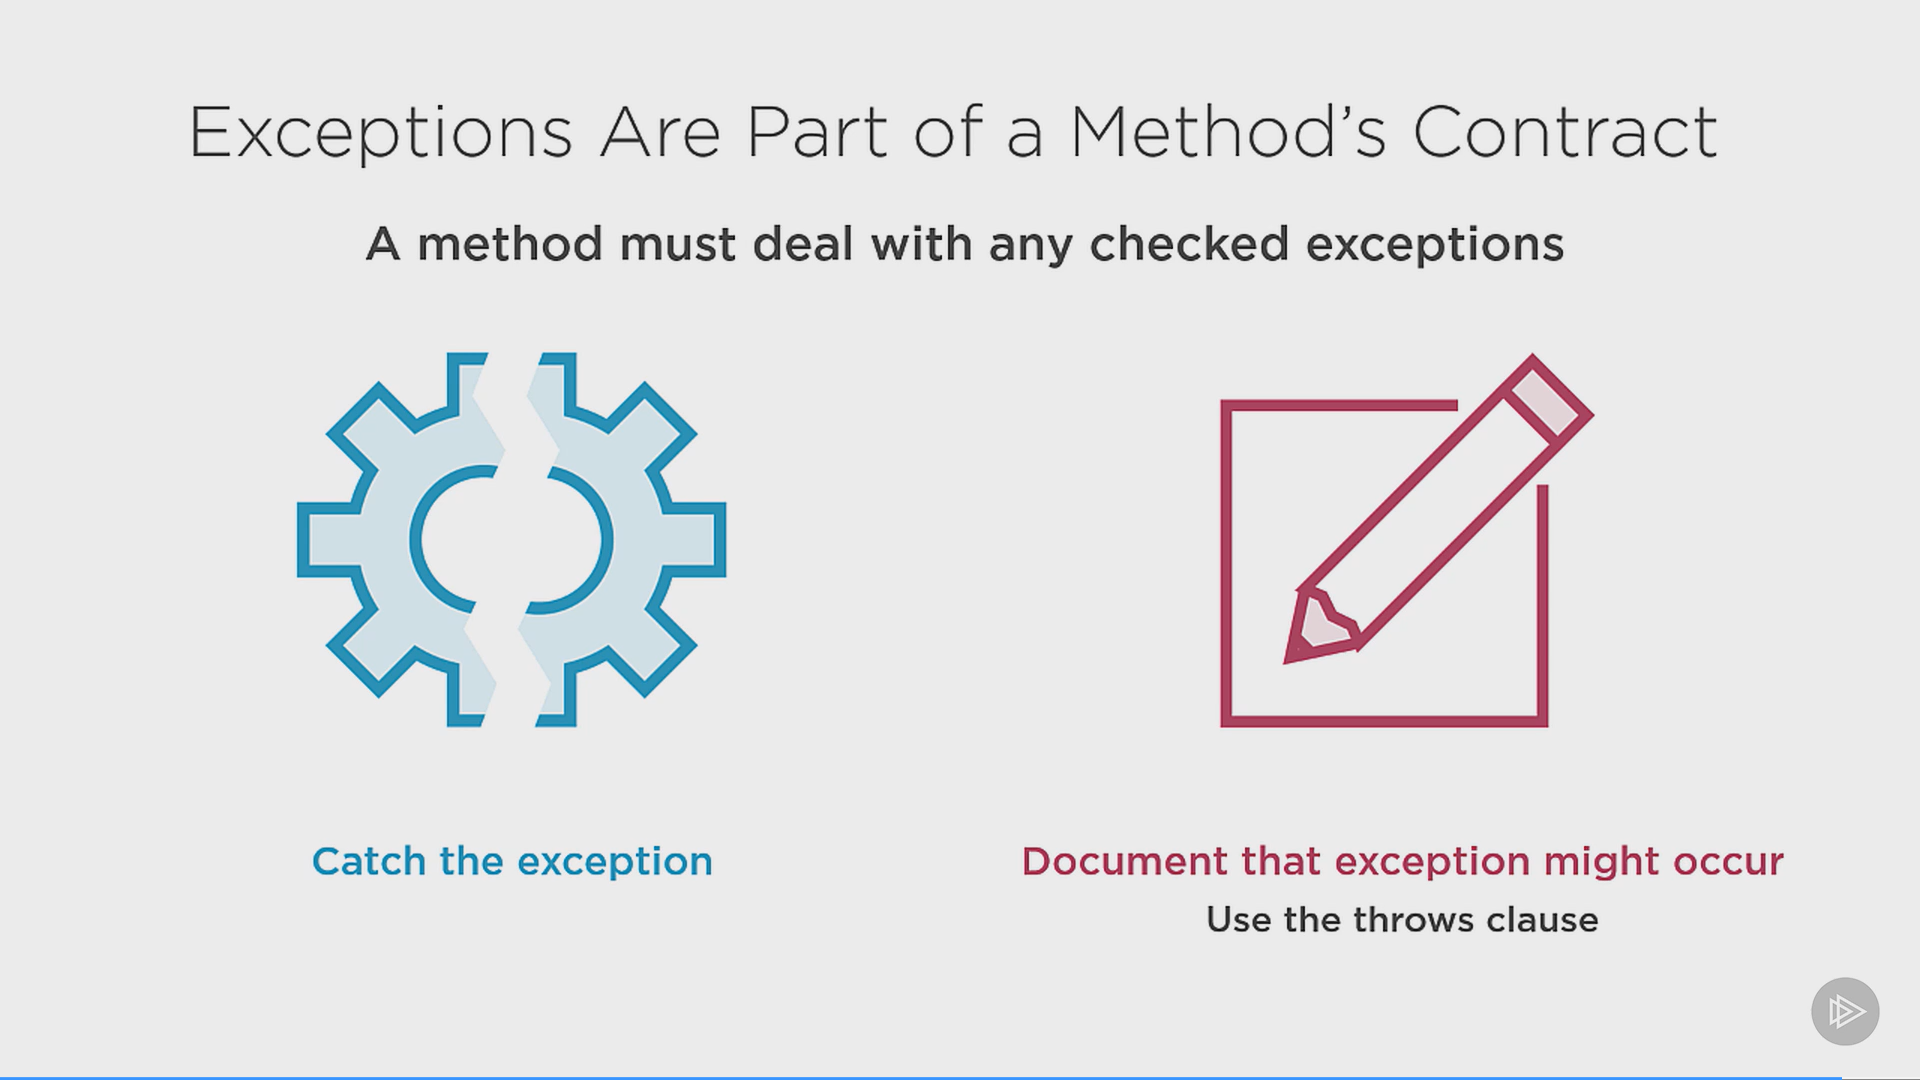 Exceptions Are Part of a Method’s Contract
A method must deal with any checked exceptions
Catch the exception
Document that exception might occur
Use the throws clause